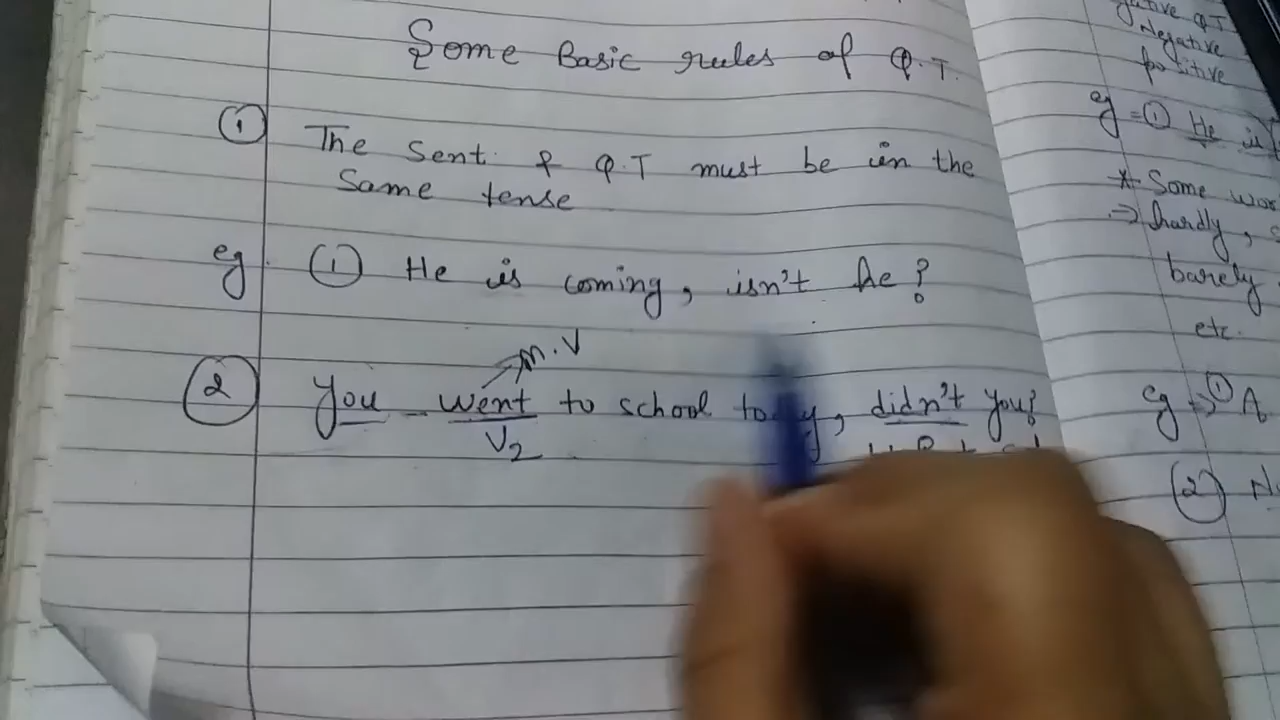 Some Basic rules of Q.T.
① The Sent. & Q.T must be in the
Same tense
eg. ① He is coming, isn't he?
M.V
② You went to school today, didn't you?
V2
Negative
positive
eg = ① He is
* Some
→ hardly,
barely
etc.
eg → ① A
②